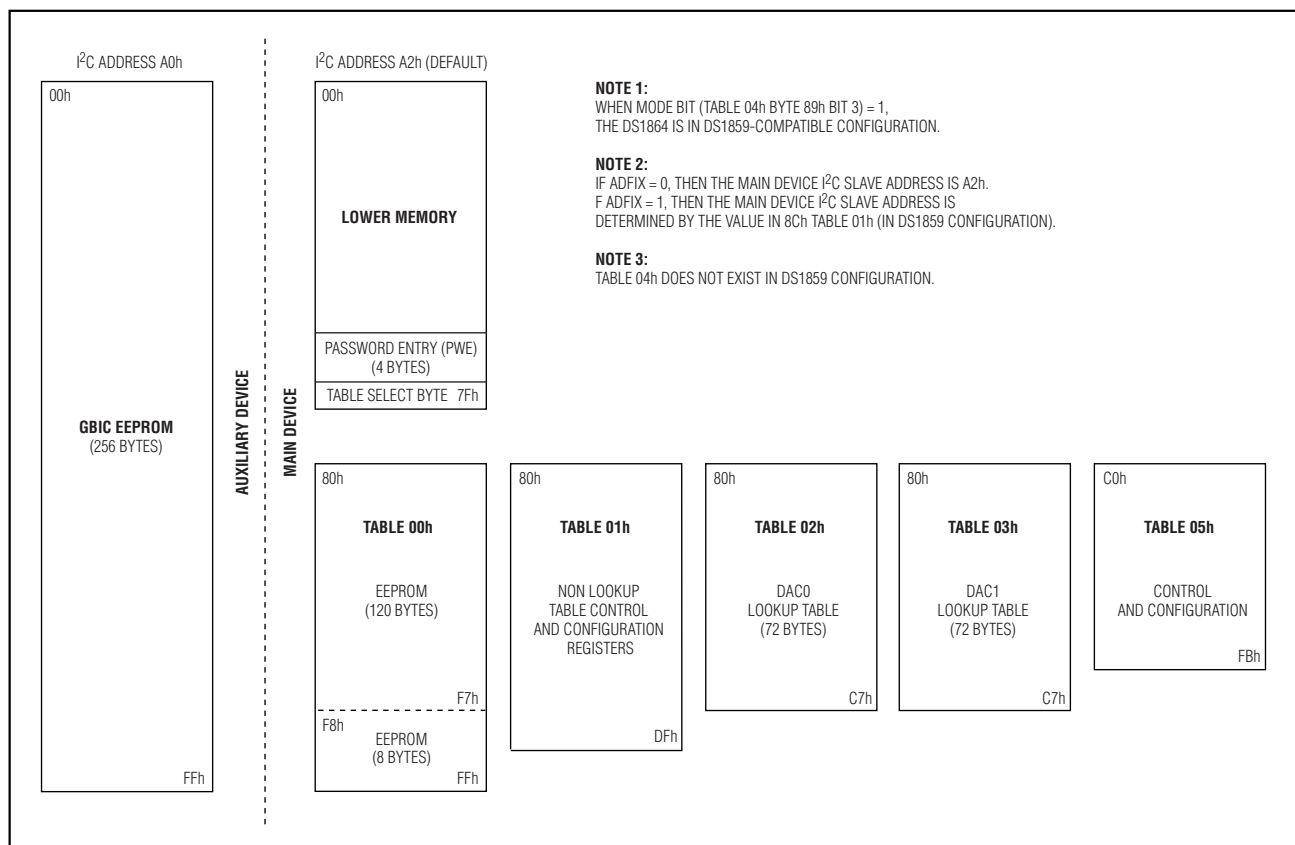 I²C ADDRESS A0h
00h
GBIC EEPROM
(256 BYTES)
FFh
AUXILIARY DEVICE
MAIN DEVICE
I²C ADDRESS A2h (DEFAULT)
00h
LOWER MEMORY
PASSWORD ENTRY (PWE)
(4 BYTES)
TABLE SELECT BYTE 7Fh
NOTE 1:
WHEN MODE BIT (TABLE 04h BYTE 89h BIT 3) = 1,
THE DS1864 IS IN DS1859-COMPATIBLE CONFIGURATION.
NOTE 2:
IF ADFIX = 0, THEN THE MAIN DEVICE I²C SLAVE ADDRESS IS A2h.
F ADFIX = 1, THEN THE MAIN DEVICE I²C SLAVE ADDRESS IS
DETERMINED BY THE VALUE IN 8Ch TABLE 01h (IN DS1859 CONFIGURATION).
NOTE 3:
TABLE 04h DOES NOT EXIST IN DS1859 CONFIGURATION.
80h
TABLE 00h
EEPROM
(120 BYTES)
F7h
F8h
EEPROM
(8 BYTES)
FFh
80h
TABLE 01h
NON LOOKUP
TABLE CONTROL
AND CONFIGURATION
REGISTERS
DFh
80h
TABLE 02h
DAC0
LOOKUP TABLE
(72 BYTES)
C7h
80h
TABLE 03h
DAC1
LOOKUP TABLE
(72 BYTES)
C7h
C0h
TABLE 05h
CONTROL
AND CONFIGURATION
FBh